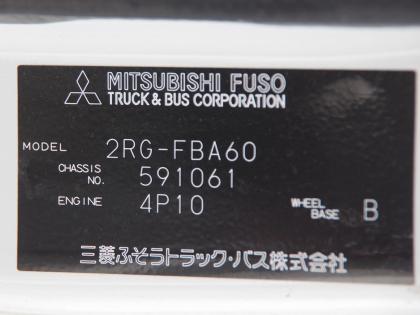 MITSUBISHI FUSO
TRUCK & BUS CORPORATION
MODEL 2RG-FBA60
CHASSIS NO. 591061
ENGINE 4P10 WHEEL BASE B
三菱ふそうトラック・バス株式会社